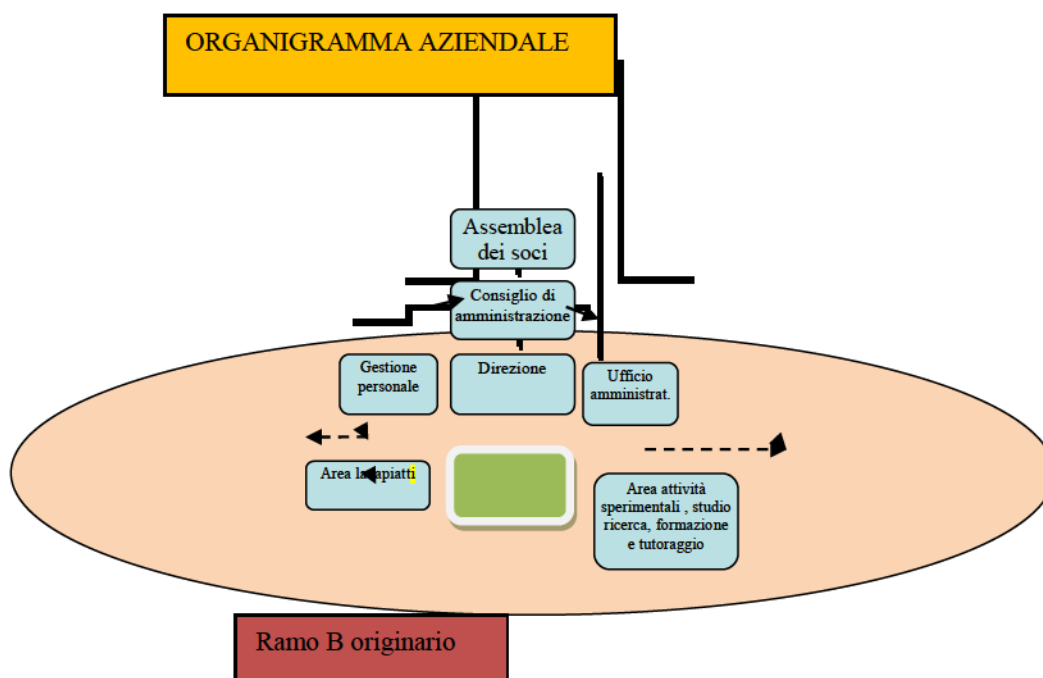 ORGANIGRAMMA AZIENDALE
Assemblea
dei soci
Consiglio di
amministrazione
Gestione
personale
Direzione
Ufficio
amministrat.
Area lavapiatti
Area attività
sperimentali , studio
ricerca, formazione
e tutoraggio
Ramo B originario